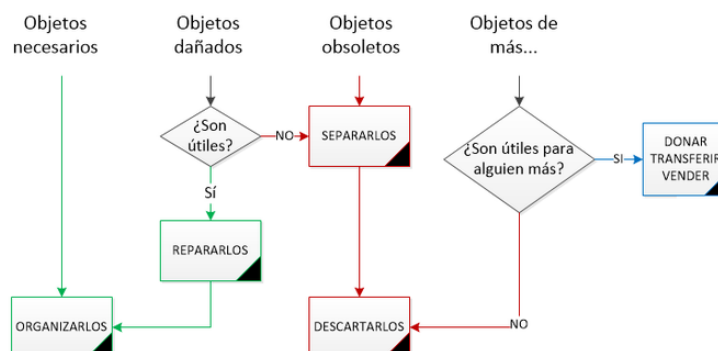 Objetos
necesarios
Objetos
dañados
Objetos
obsoletos
Objetos de
más...
¿Son
útiles?
NO
SEPARARLOS
¿Son útiles para
alguien más?
SI
DONAR
TRANSFERIR
VENDER
Sí
REPARARLOS
ORGANIZARLOS
DESCARTARLOS
NO